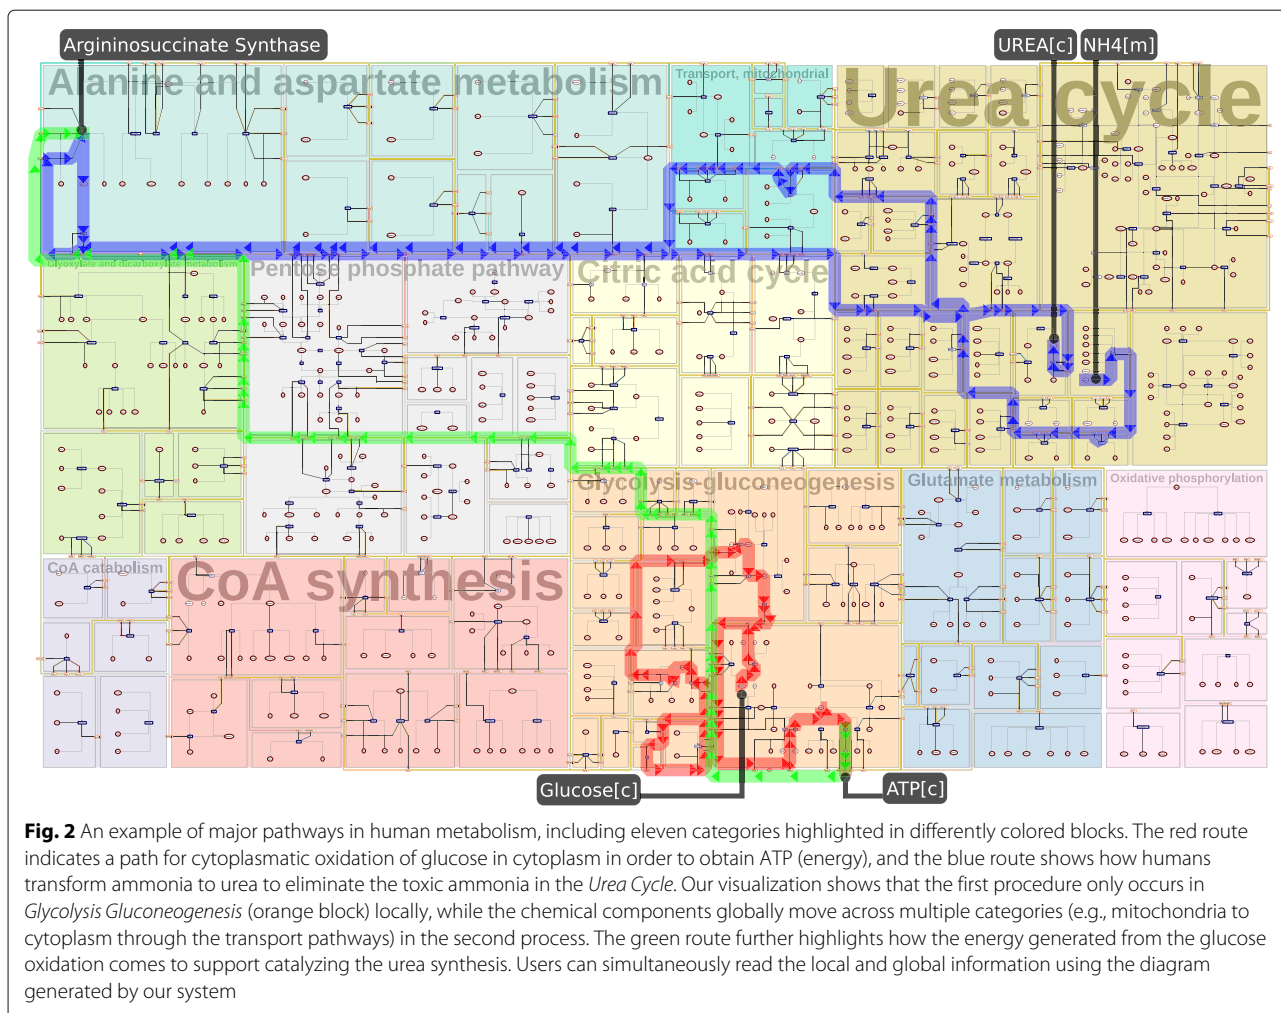 Argininosuccinate Synthase
UREA[c]
NH4[m]
Alanine and aspartate metabolism
Transport, mitochondrial
Urea cycle
Glyoxylate and dicarboxylate metabolism
Pentose phosphate pathway
Citric acid cycle
Glycolysis-gluconeogenesis
Glutamate metabolism
Oxidative phosphorylation
CoA catabolism
CoA synthesis
Glucose[c]
ATP[c]
Fig. 2 An example of major pathways in human metabolism, including eleven categories highlighted in differently colored blocks. The red route
indicates a path for cytoplasmatic oxidation of glucose in cytoplasm in order to obtain ATP (energy), and the blue route shows how humans
transform ammonia to urea to eliminate the toxic ammonia in the Urea Cycle. Our visualization shows that the first procedure only occurs in
Glycolysis Gluconeogenesis (orange block) locally, while the chemical components globally move across multiple categories (e.g., mitochondria to
cytoplasm through the transport pathways) in the second process. The green route further highlights how the energy generated from the glucose
oxidation comes to support catalyzing the urea synthesis. Users can simultaneously read the local and global information using the diagram
generated by our system